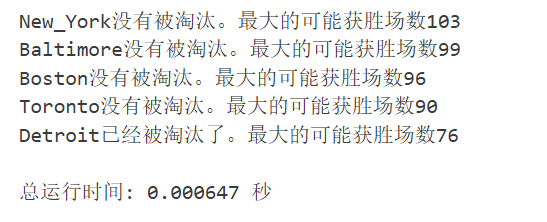 New_York没有被淘汰。最大的可能获胜场数103
Baltimore没有被淘汰。最大的可能获胜场数99
Boston没有被淘汰。最大的可能获胜场数96
Toronto没有被淘汰。最大的可能获胜场数90
Detroit已经被淘汰了。最大的可能获胜场数76
总运行时间: 0.000647 秒